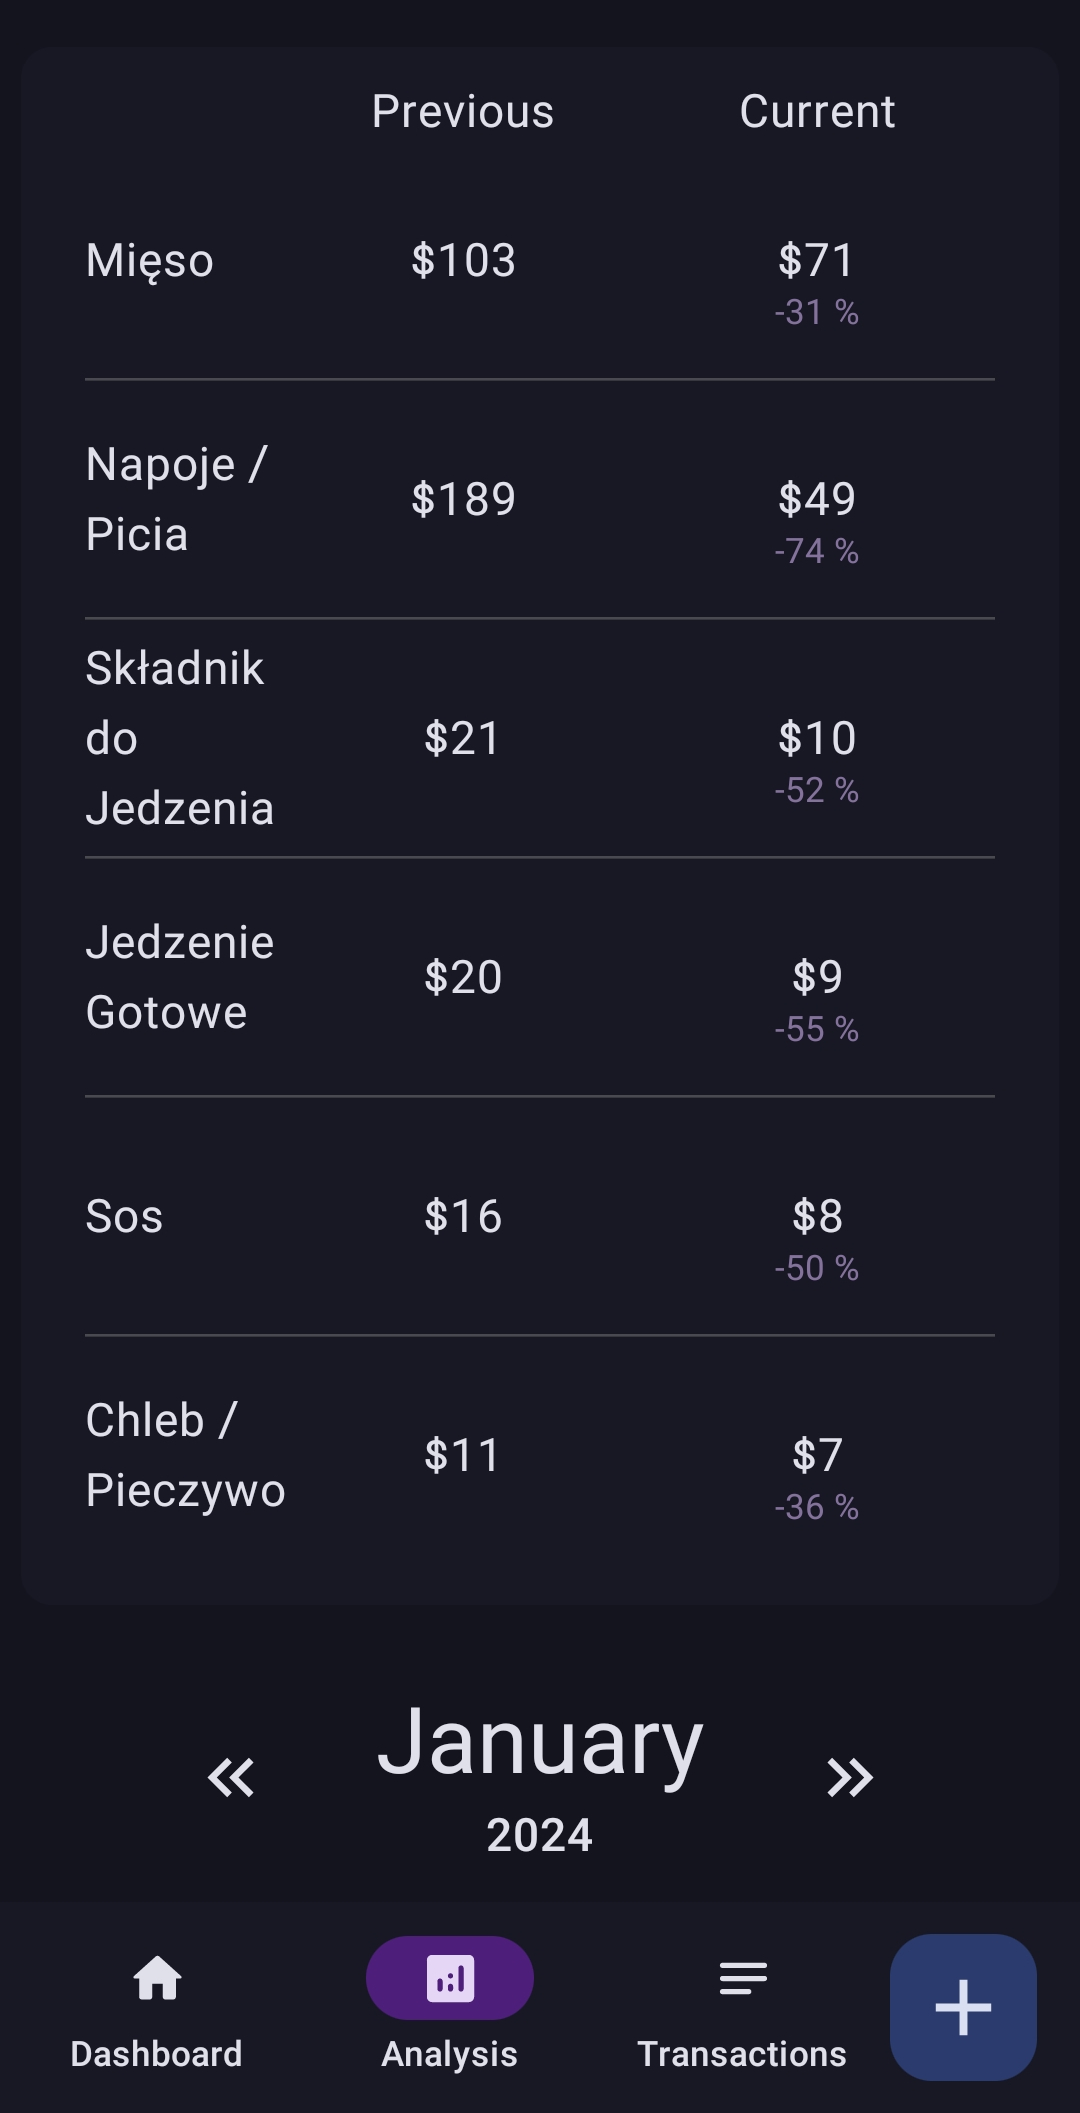 Previous Current
Mięso $103 $71
-31 %
Napoje /
Picia $189 $49
-74 %
Składnik
do $21 $10
Jedzenia -52 %
Jedzenie
Gotowe $20 $9
-55 %
Sos $16 $8
-50 %
Chleb /
Pieczywo $11 $7
-36 %
January
2024
Dashboard Analysis Transactions